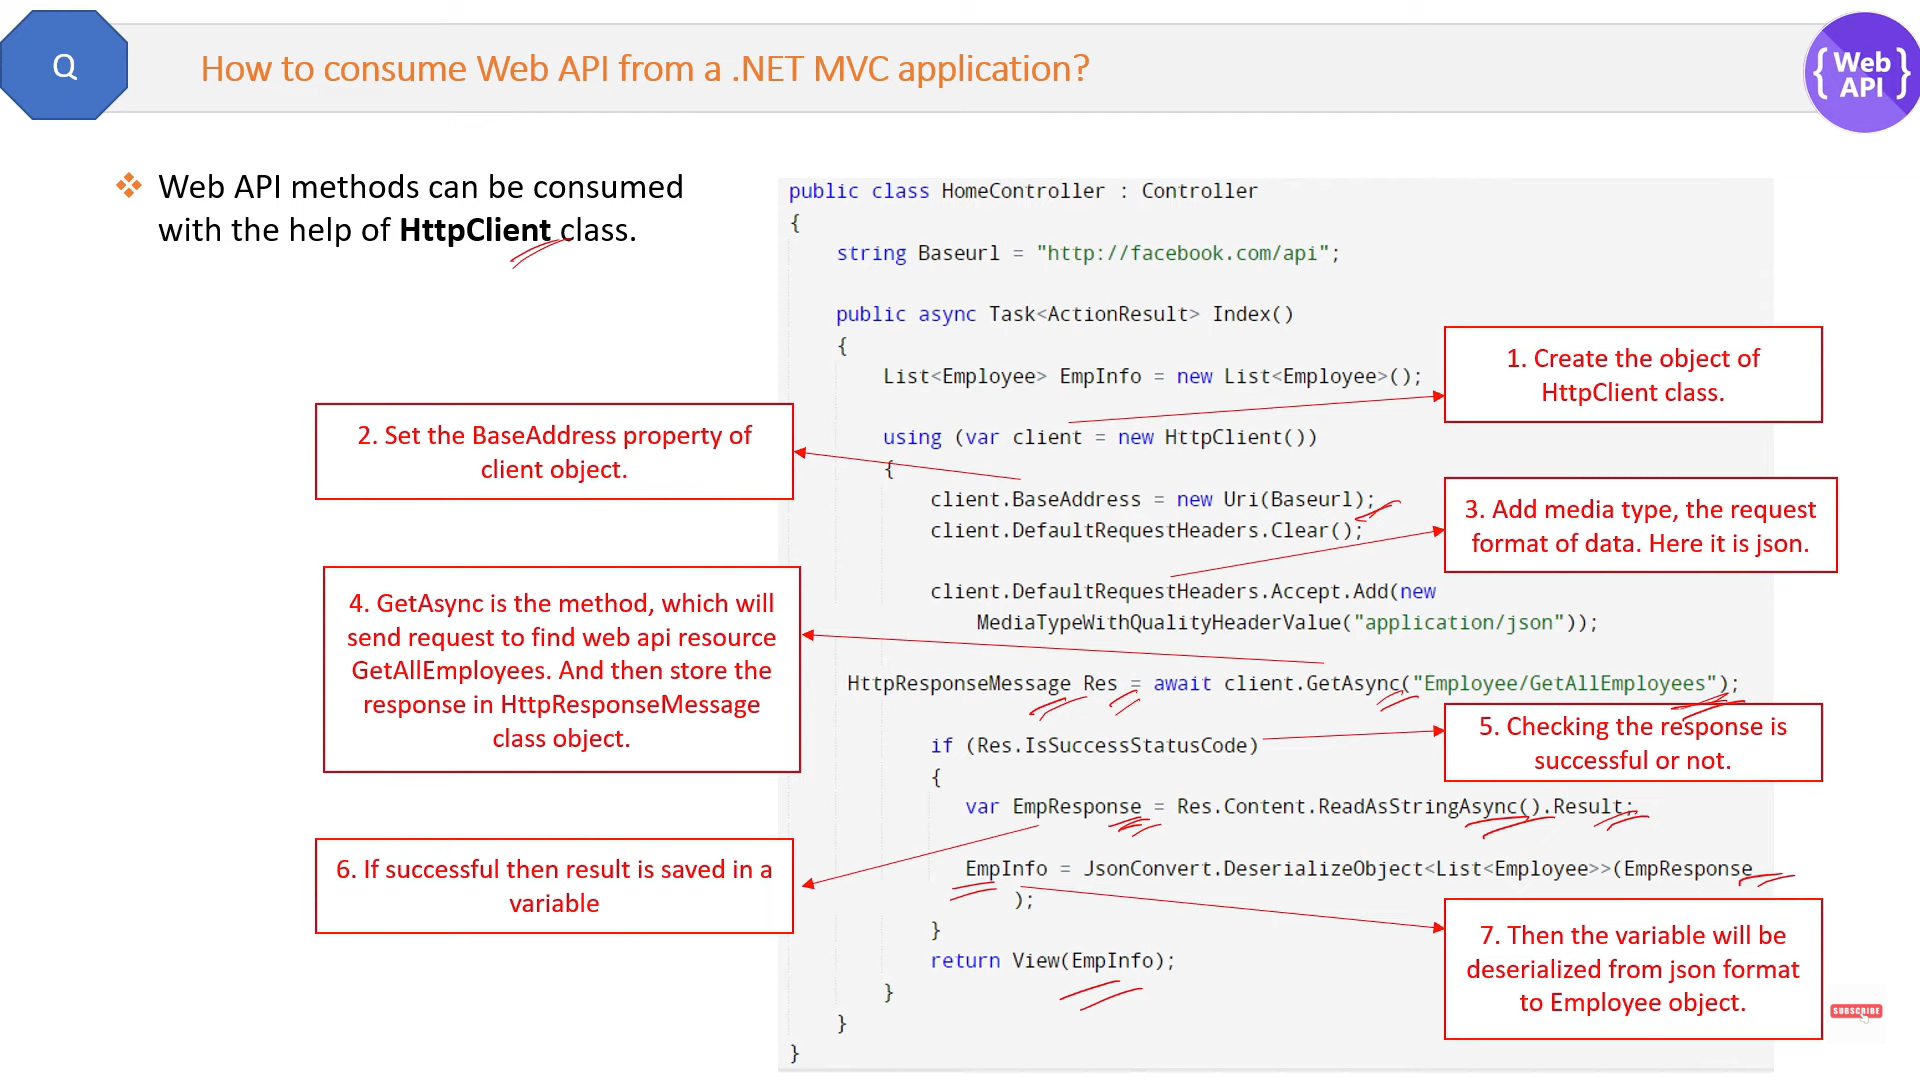 Q
How to consume Web API from a .NET MVC application?
{ Web API }
Web API methods can be consumed
with the help of HttpClient class.
public class HomeController : Controller
{
string Baseurl = "http://facebook.com/api";
public async Task<ActionResult> Index()
{
List<Employee> EmpInfo = new List<Employee>();
using (var client = new HttpClient())
{
client.BaseAddress = new Uri(Baseurl);
client.DefaultRequestHeaders.Clear();
client.DefaultRequestHeaders.Accept.Add(new
MediaTypeWithQualityHeaderValue("application/json"));
HttpResponseMessage Res = await client.GetAsync("Employee/GetAllEmployees");
if (Res.IsSuccessStatusCode)
{
var EmpResponse = Res.Content.ReadAsStringAsync().Result;
EmpInfo = JsonConvert.DeserializeObject<List<Employee>>(EmpResponse
);
}
return View(EmpInfo);
}
}
}
1. Create the object of
HttpClient class.
2. Set the BaseAddress property of
client object.
3. Add media type, the request
format of data. Here it is json.
4. GetAsync is the method, which will
send request to find web api resource
GetAllEmployees. And then store the
response in HttpResponseMessage
class object.
5. Checking the response is
successful or not.
6. If successful then result is saved in a
variable
7. Then the variable will be
deserialized from json format
to Employee object.
SUBSCRIBE